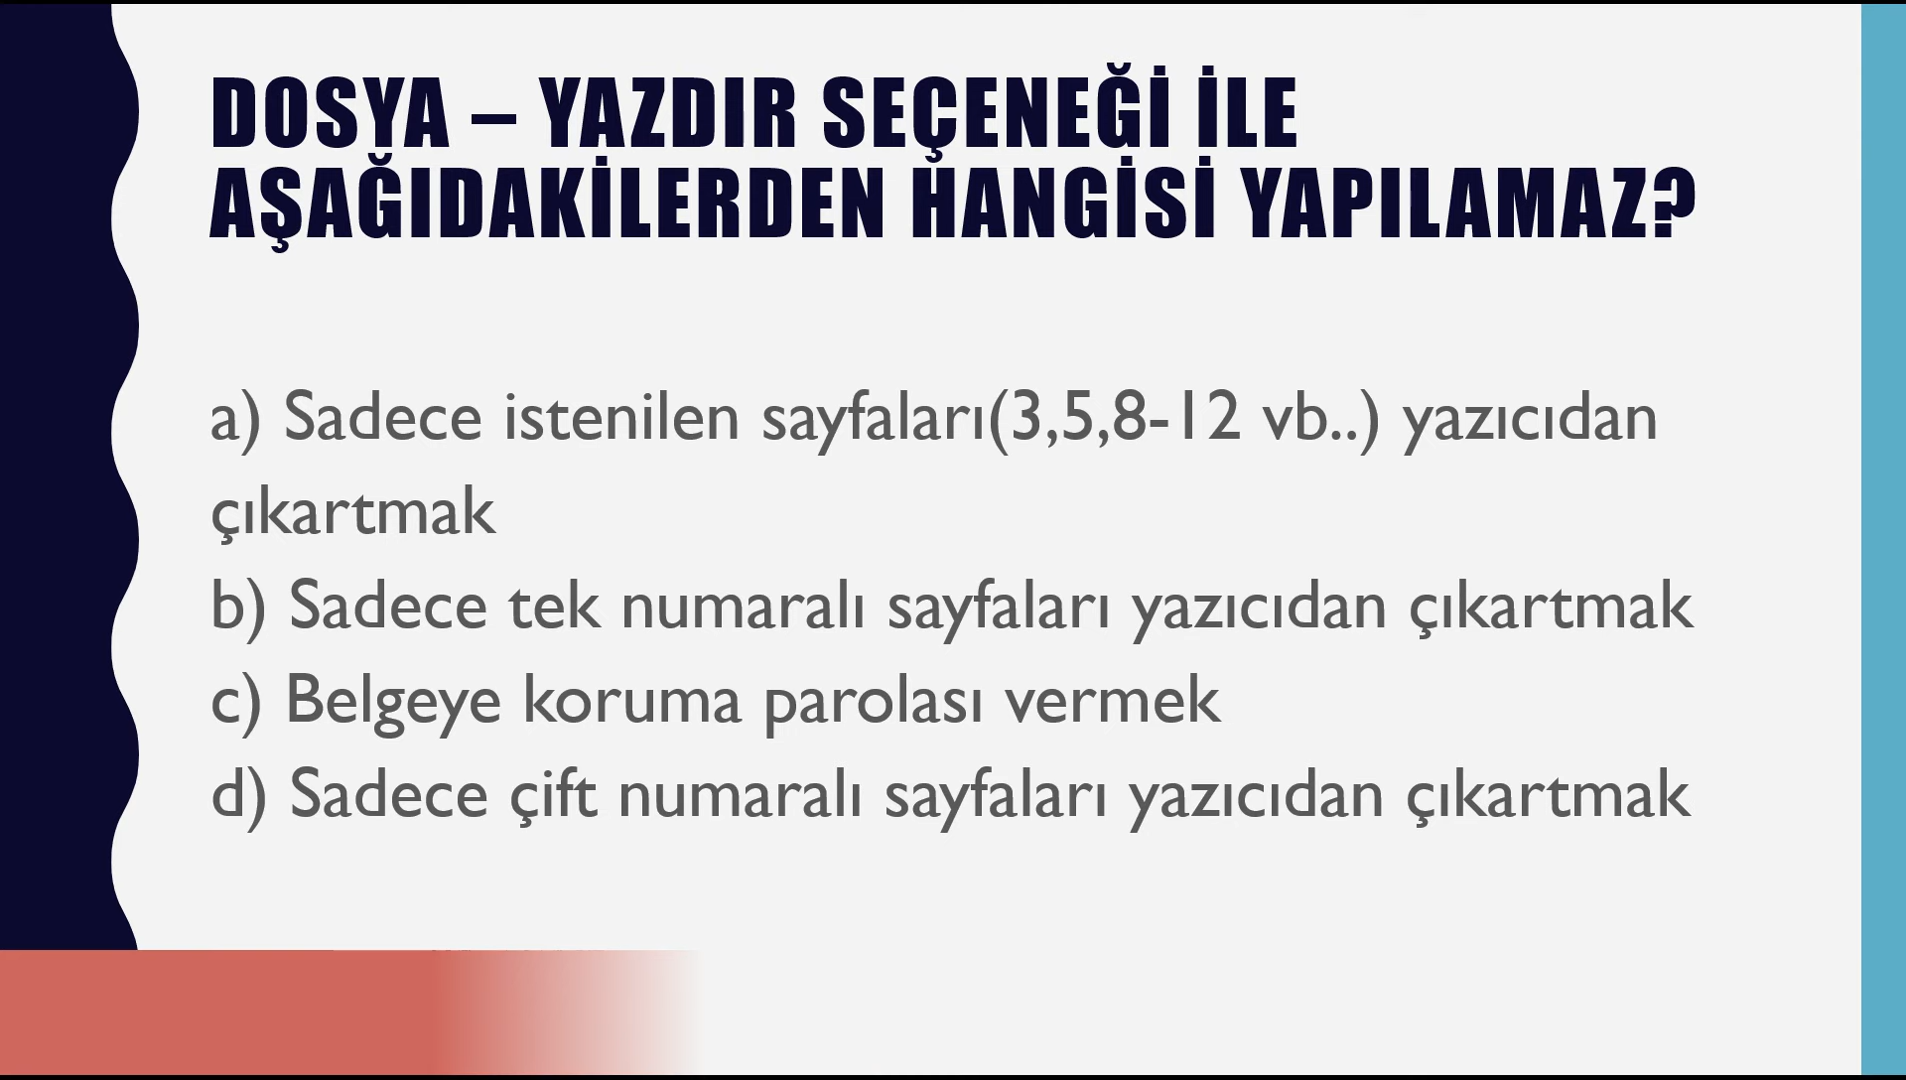 DOSYA – YAZDIR SEÇENEĞİ İLE
AŞAĞIDAKİLERDEN HANGİSİ YAPILAMAZ?
a) Sadece istenilen sayfaları(3,5,8-12 vb..) yazıcıdan
çıkartmak
b) Sadece tek numaralı sayfaları yazıcıdan çıkartmak
c) Belgeye koruma parolası vermek
d) Sadece çift numaralı sayfaları yazıcıdan çıkartmak